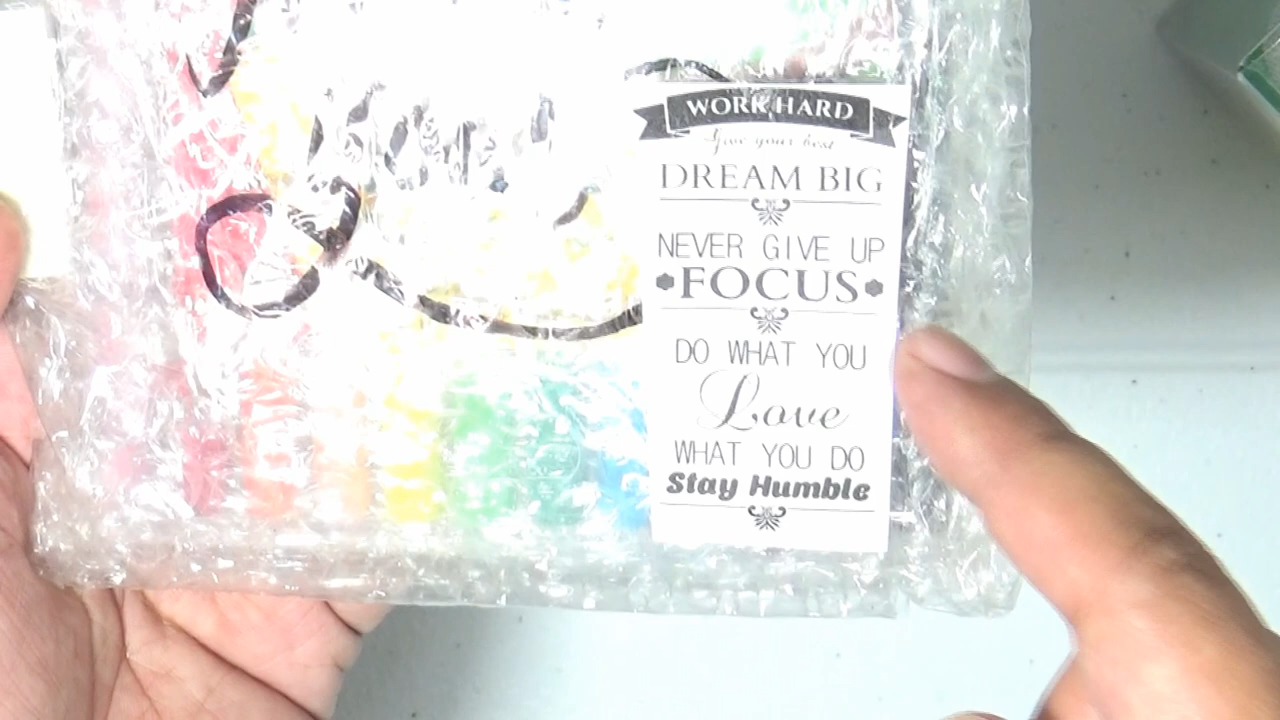 WORK HARD
Give your best
DREAM BIG
NEVER GIVE UP
FOCUS
DO WHAT YOU
Love
WHAT YOU DO
Stay Humble